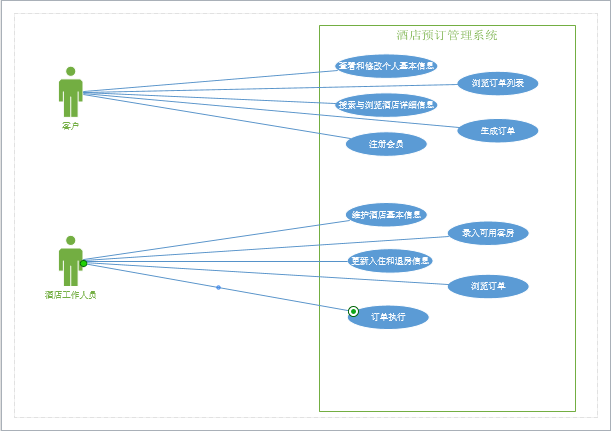 酒店预订管理系统
查看和修改个人基本信息
浏览订单列表
搜索与浏览酒店详细信息
客户
生成订单
注册会员
维护酒店基本信息
录入可用客房
更新入住和退房信息
浏览订单
酒店工作人员
订单执行